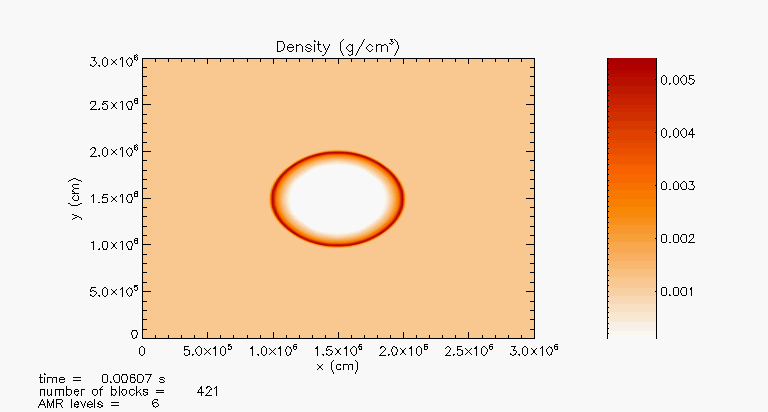 Density (g/cm³)
3.0×10⁶
2.5×10⁶
2.0×10⁶
1.5×10⁶
1.0×10⁶
5.0×10⁵
0
y (cm)
0 5.0×10⁵ 1.0×10⁶ 1.5×10⁶ 2.0×10⁶ 2.5×10⁶ 3.0×10⁶
x (cm)
0.005
0.004
0.003
0.002
0.001
time = 0.00607 s
number of blocks = 421
AMR levels = 6